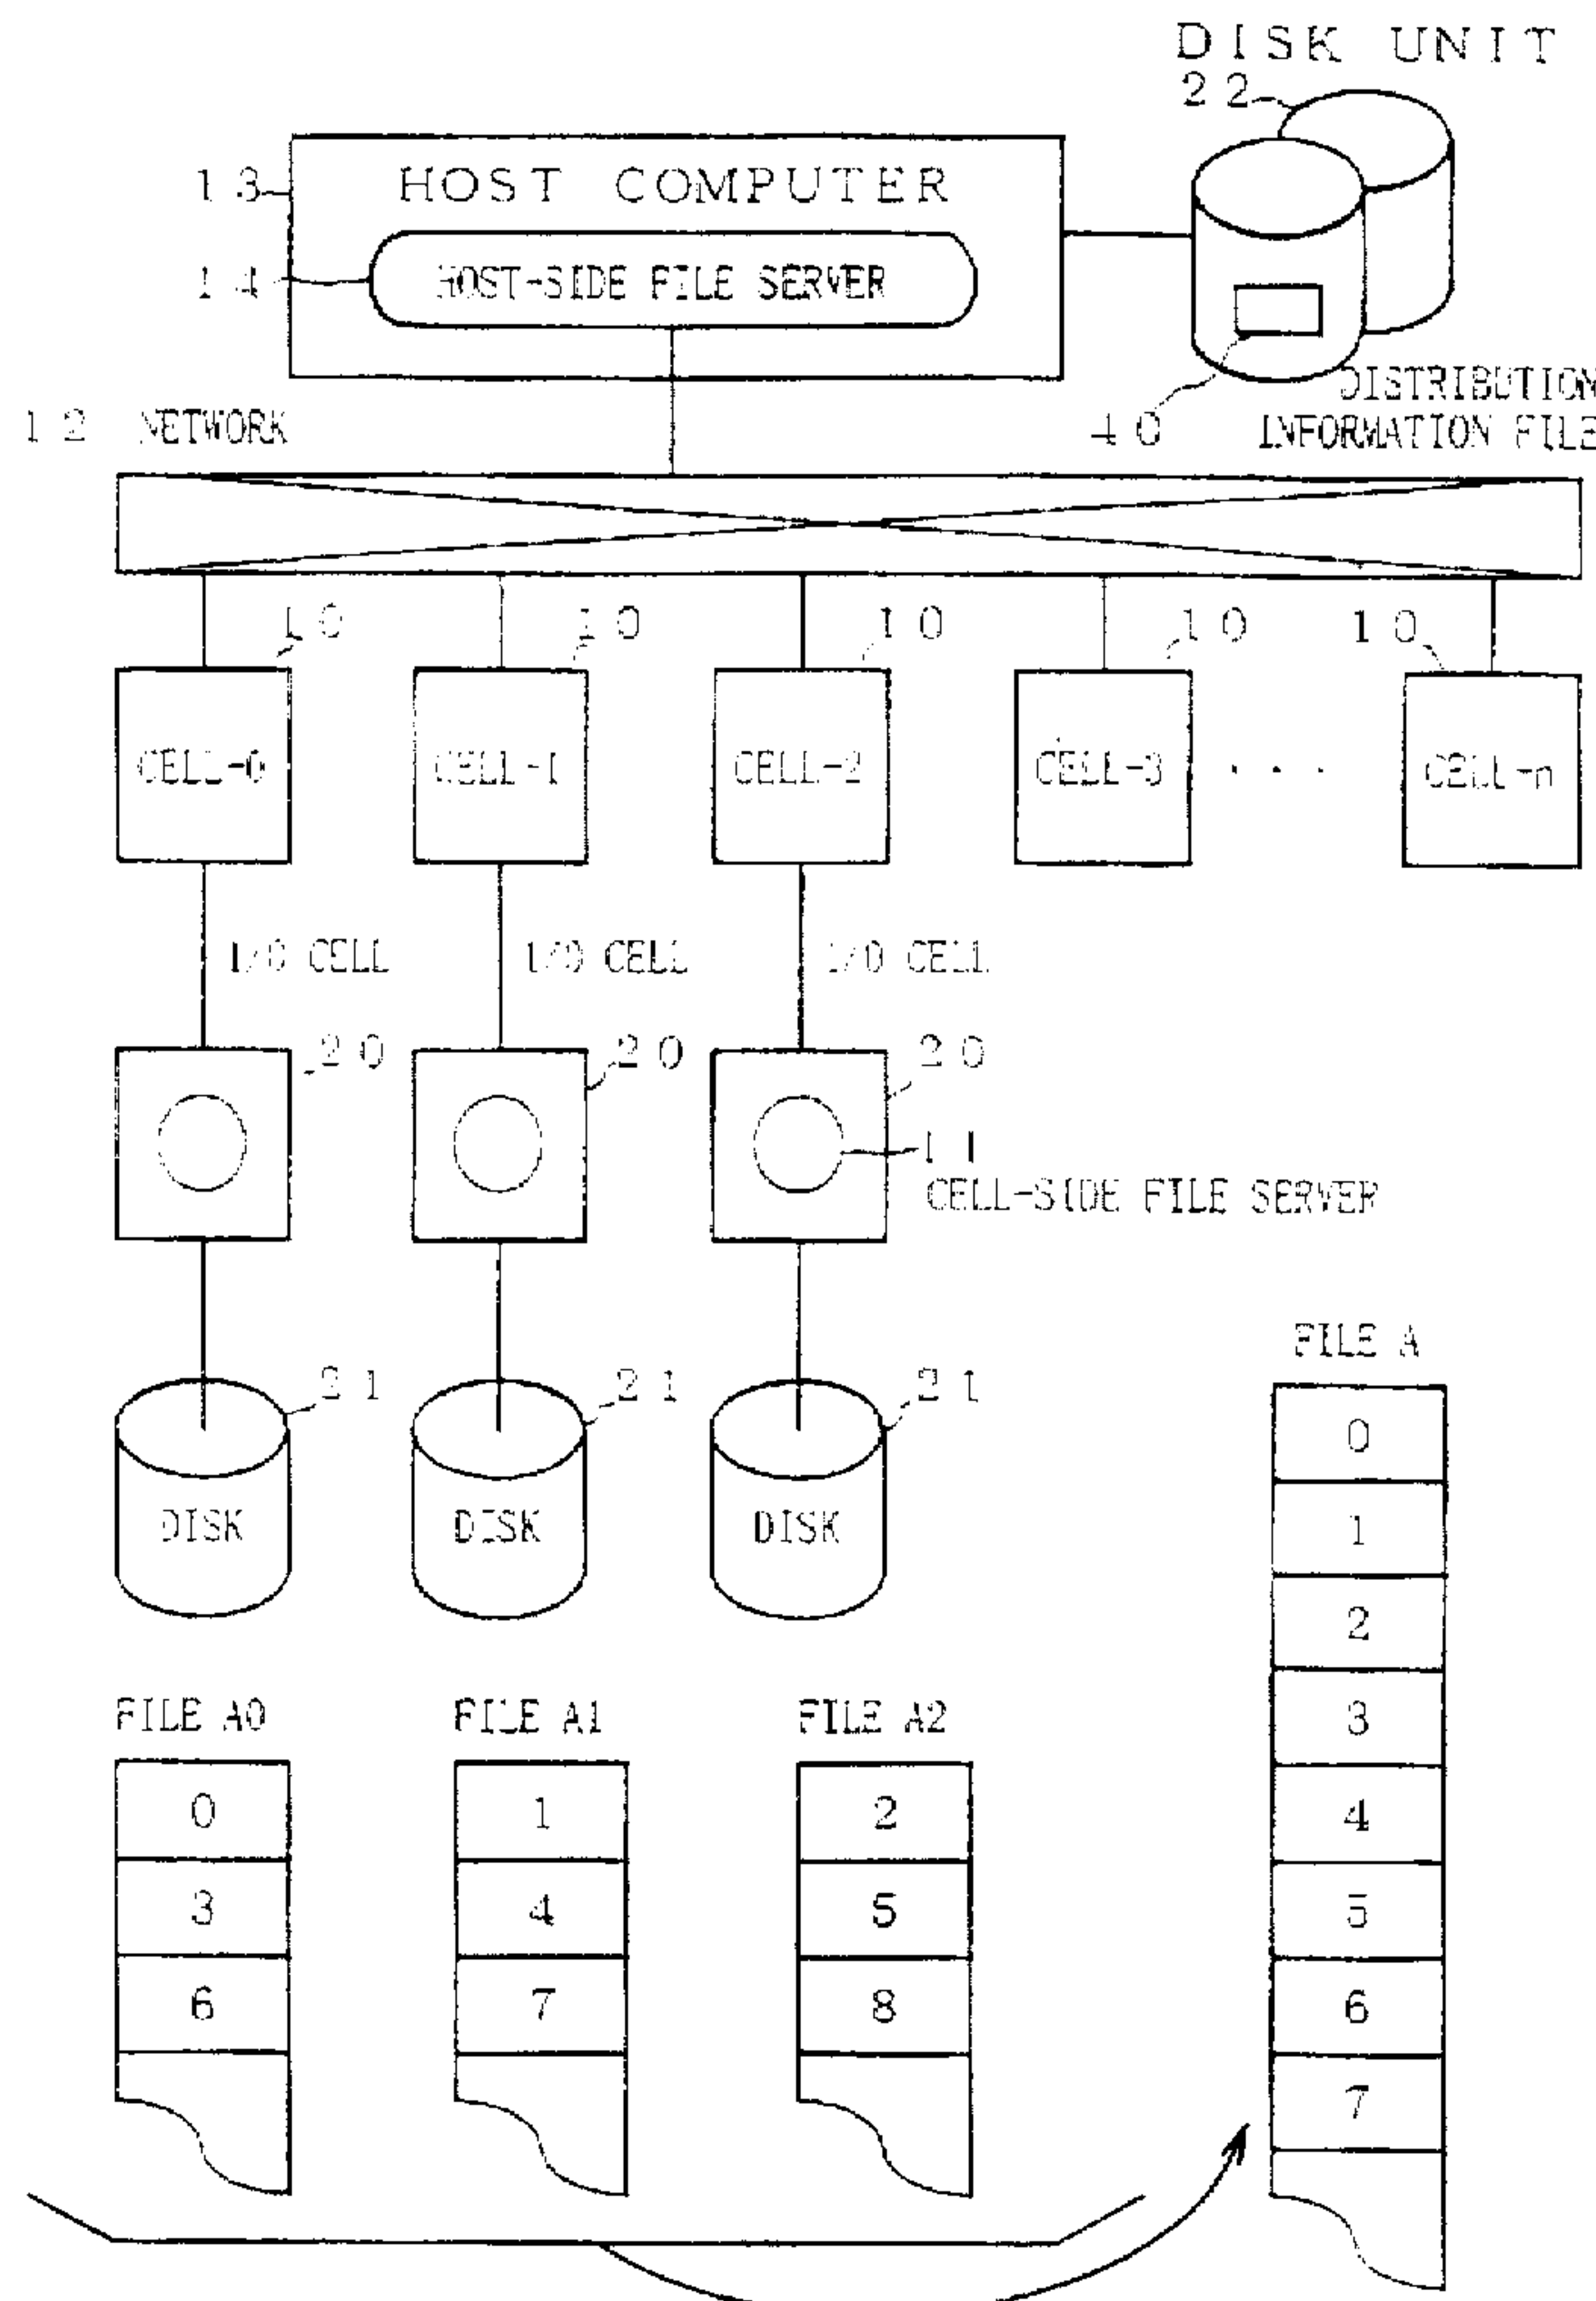 DISK UNIT
22
13 HOST COMPUTER
14 HOST-SIDE FILE SERVER
DISTRIBUTION
12 NETWORK 40 INFORMATION FILE
10 10 10 10 10
CELL-0 CELL-1 CELL-2 CELL-3 ... CELL-n
I/O CELL I/O CELL I/O CELL
20 20 20
11
CELL-SIDE FILE SERVER
FILE A
21 21 21
0
DISK DISK DISK 1
2
FILE A0 FILE A1 FILE A2 3
0 1 2 4
3 4 5 5
6 7 8 6
7